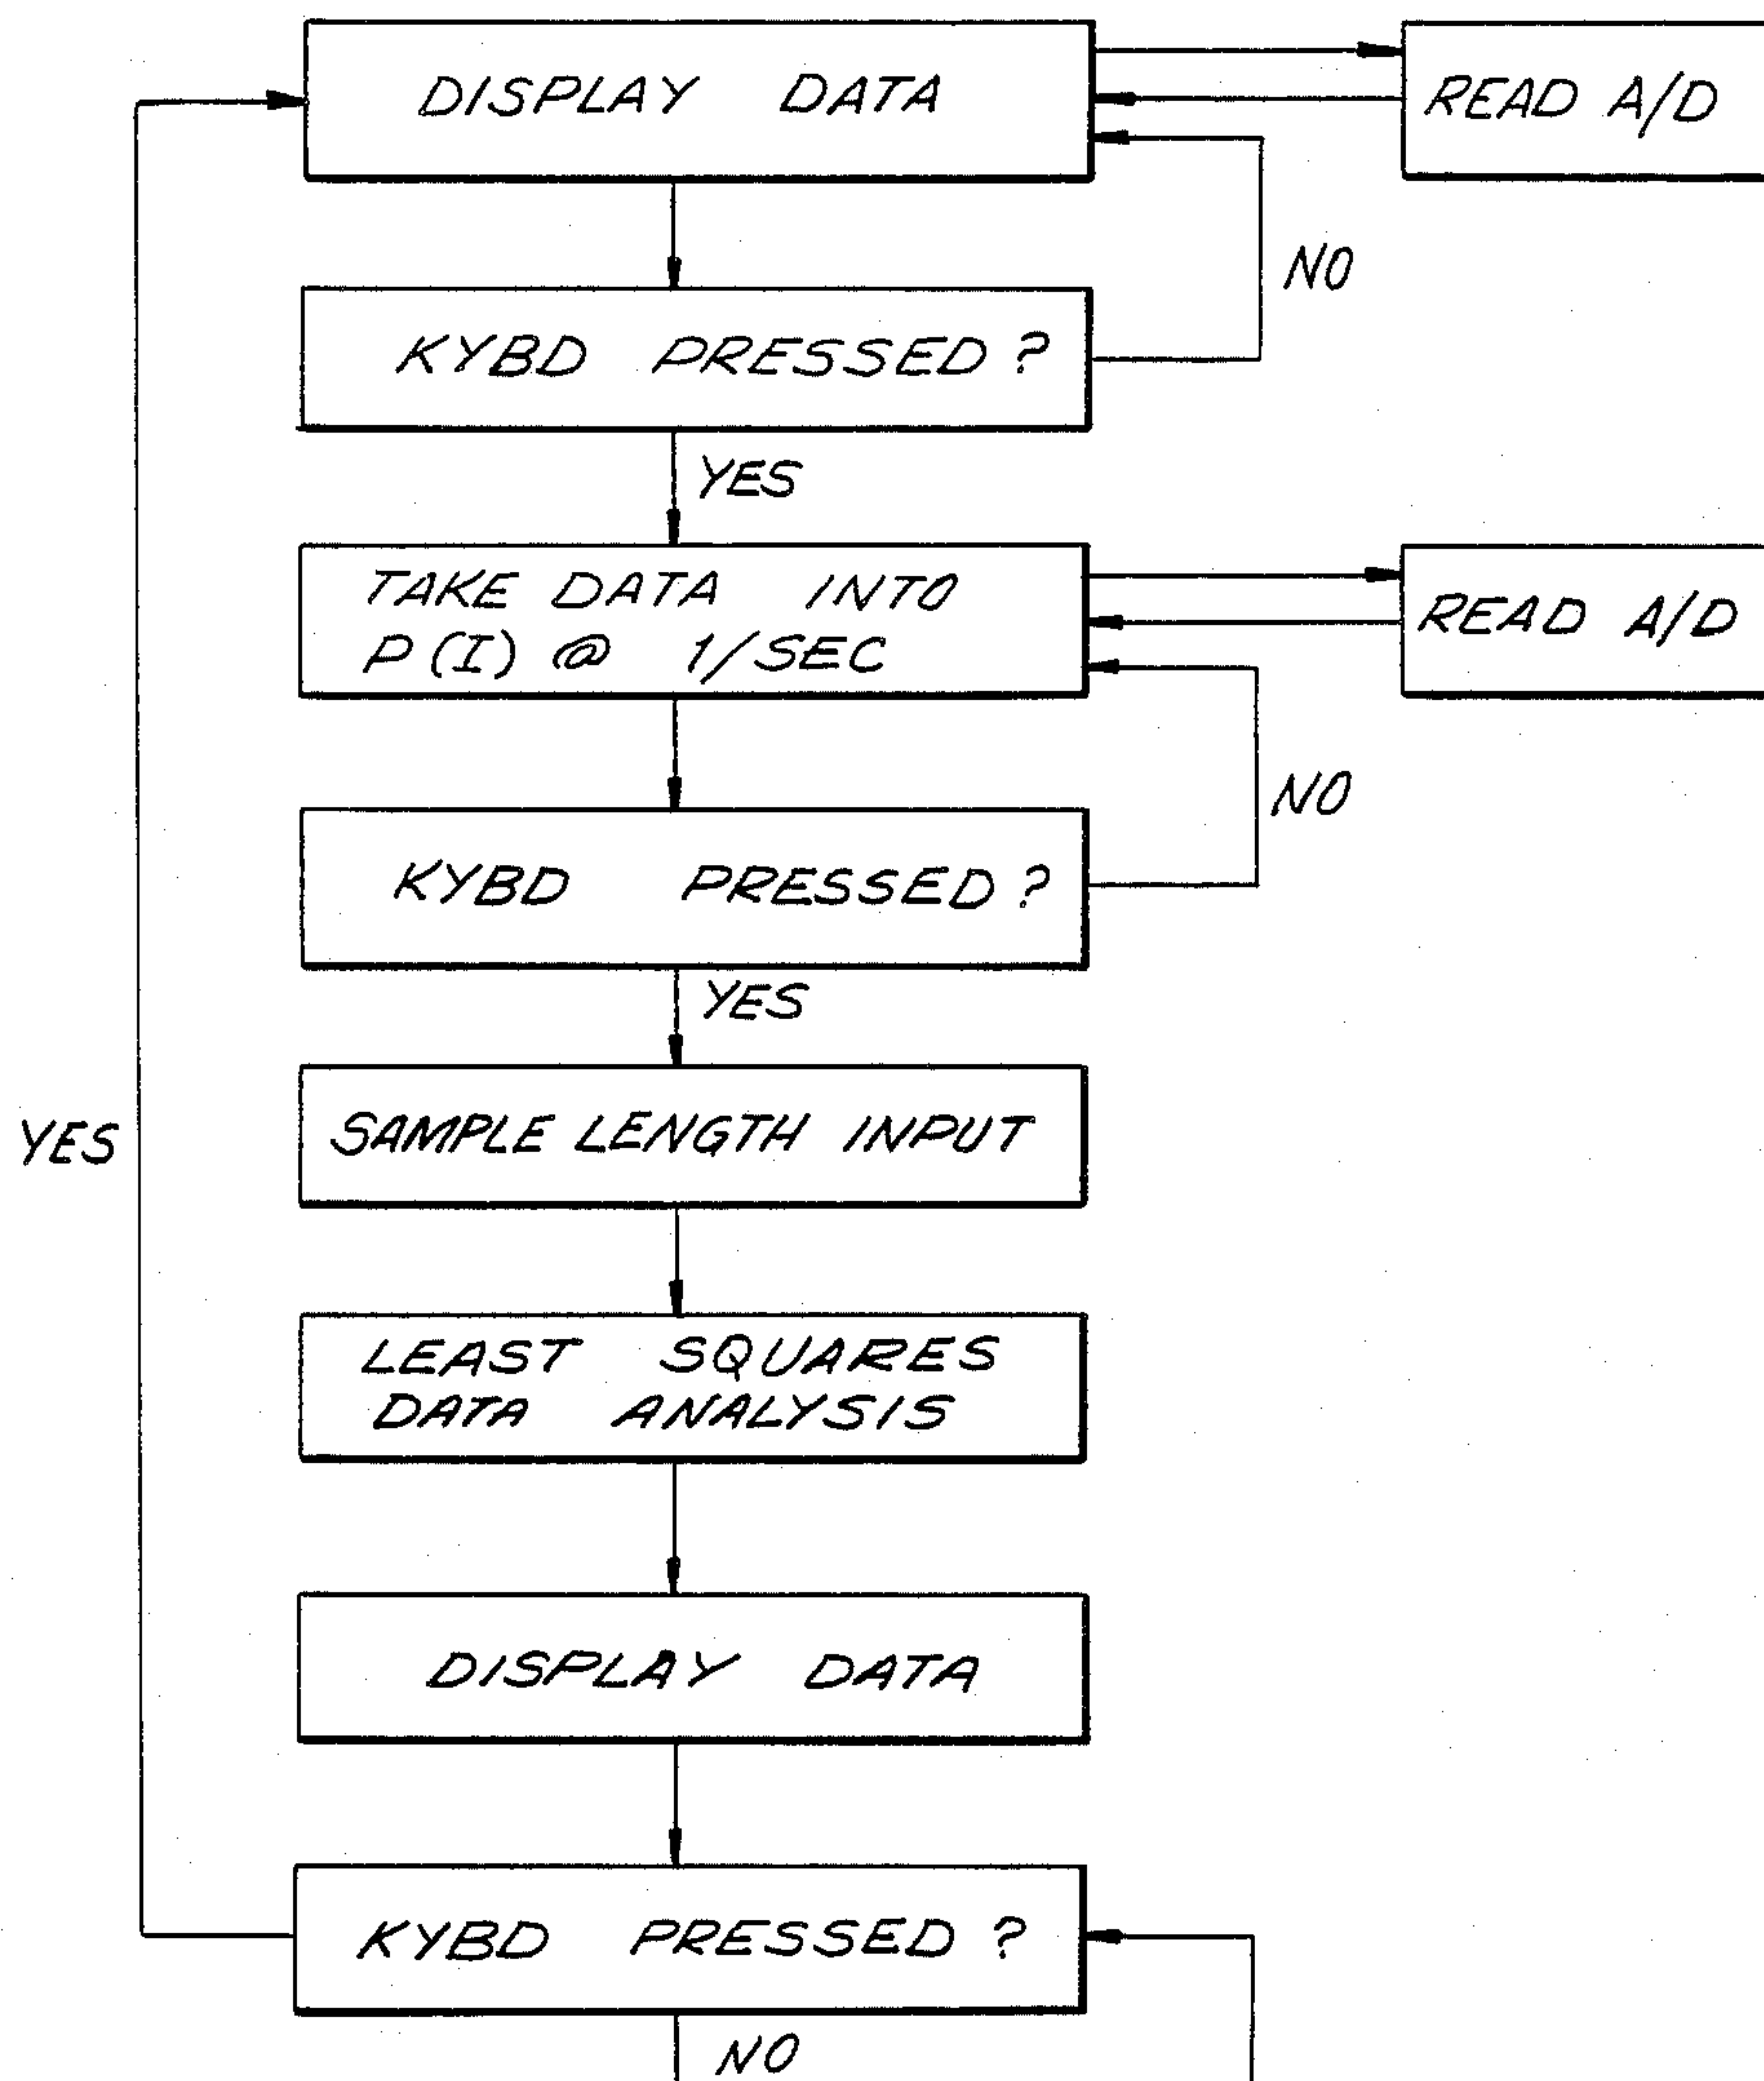 DISPLAY DATA
READ A/D
NO
KYBD PRESSED?
YES
TAKE DATA INTO
P(I) @ 1/SEC
READ A/D
NO
KYBD PRESSED?
YES
SAMPLE LENGTH INPUT
YES
LEAST SQUARES
DATA ANALYSIS
DISPLAY DATA
KYBD PRESSED?
NO